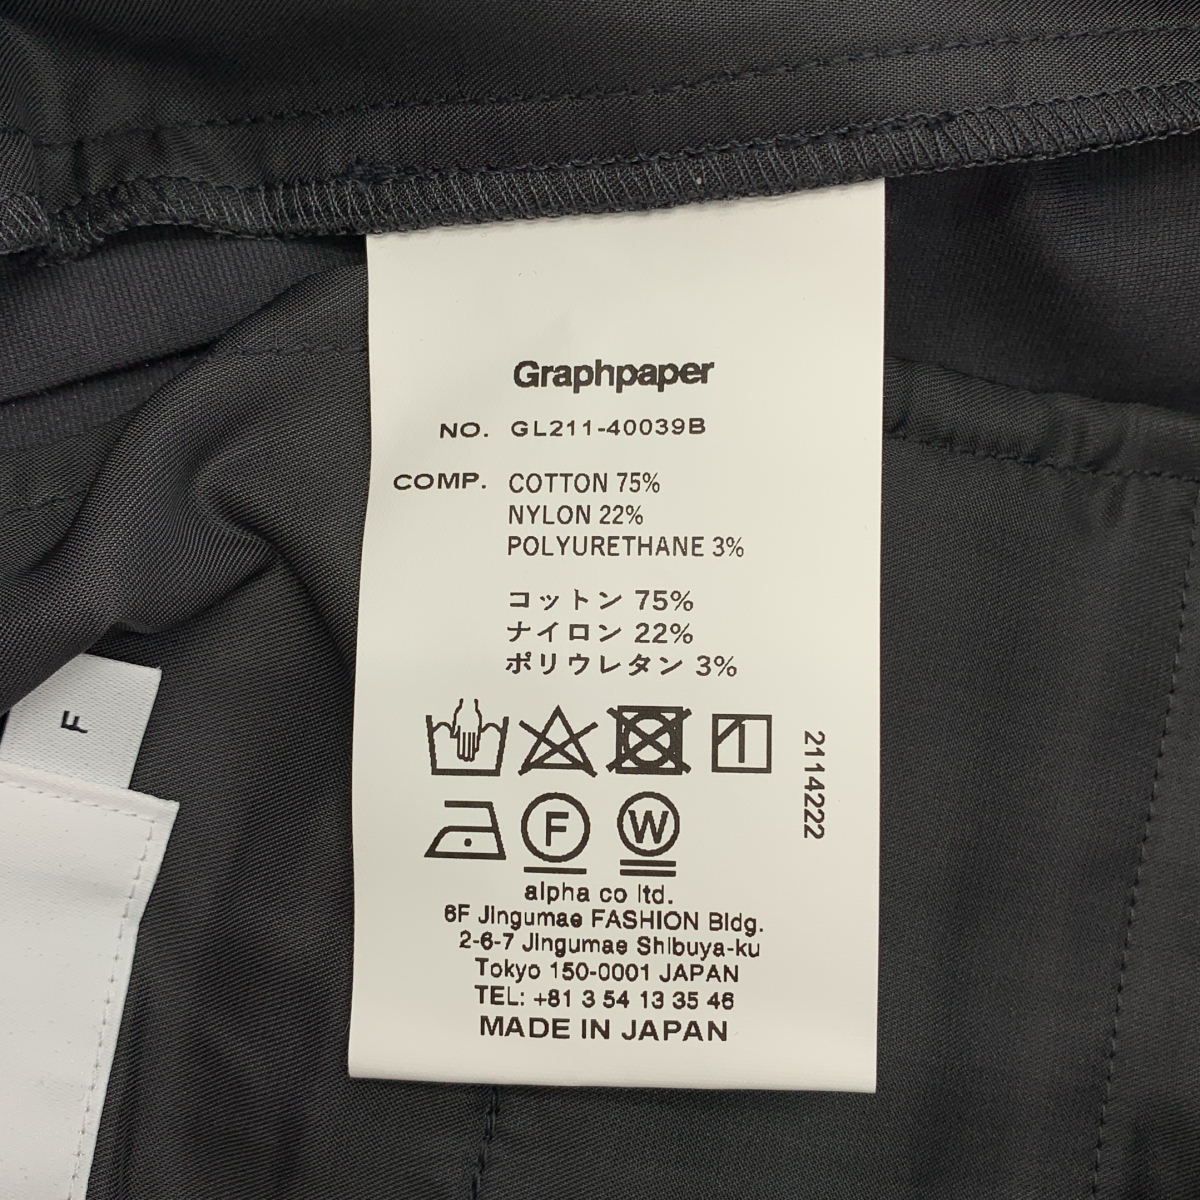 Graphpaper
NO. GL211-40039B
COMP. COTTON 75%
NYLON 22%
POLYURETHANE 3%
コットン 75%
ナイロン 22%
ポリウレタン 3%
2114222
F
W
alpha co ltd.
6F Jingumae FASHION Bldg.
2-6-7 Jingumae Shibuya-ku
Tokyo 150-0001 JAPAN
TEL: +81 3 54 13 35 46
MADE IN JAPAN
F